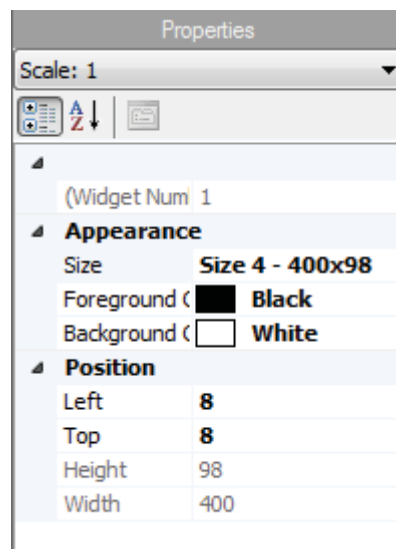 Properties
Scale: 1
A
Z
(Widget Num 1
Appearance
Size Size 4 - 400x98
Foreground C Black
Background C White
Position
Left 8
Top 8
Height 98
Width 400